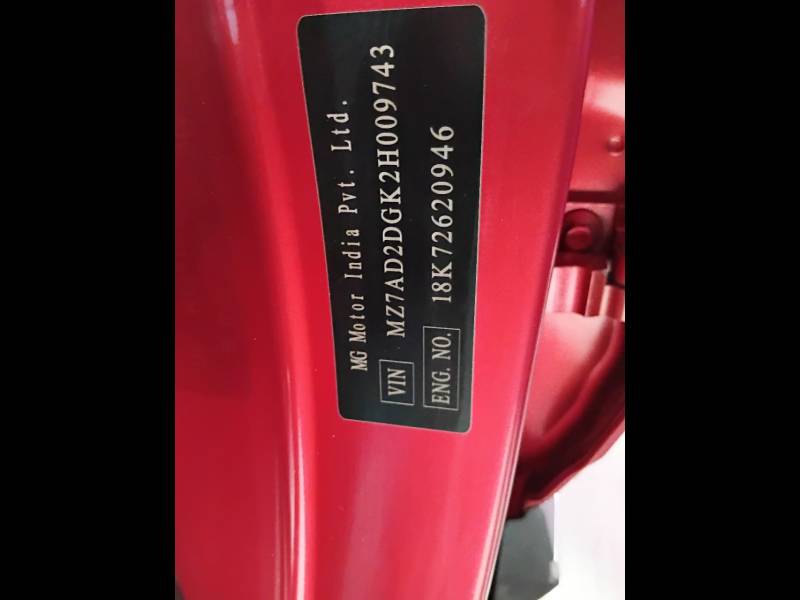 MG Motor India Pvt. Ltd.
VIN MZ7AD2DGK2H009743
ENG. NO. 18K72620946